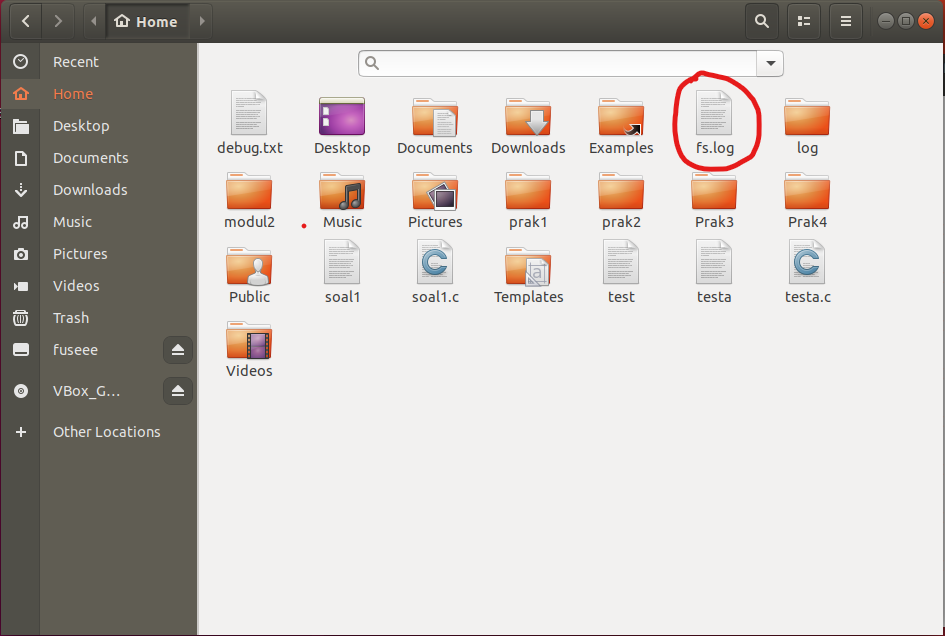 Home
Recent
Home
Desktop
Documents
Downloads
Music
Pictures
Videos
Trash
fuseee
VBox_G...
Other Locations
debug.txt Desktop Documents Downloads Examples fs.log log
modul2 Music Pictures prak1 prak2 Prak3 Prak4
Public soal1 soal1.c Templates test testa testa.c
Videos